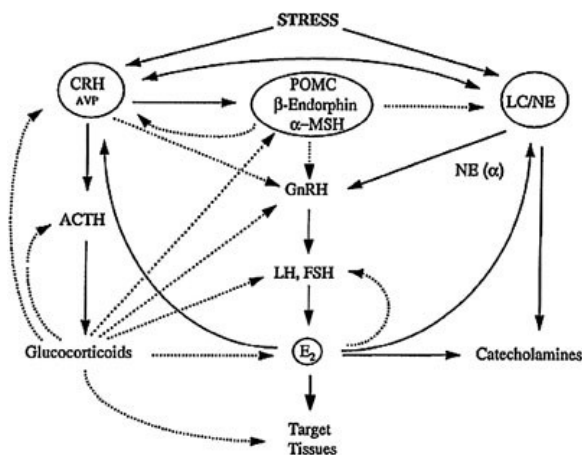 STRESS
CRH
AVP
POMC
β-Endorphin
α-MSH
LC/NE
NE (α)
GnRH
ACTH
LH, FSH
Glucocorticoids
E₂
Catecholamines
Target
Tissues